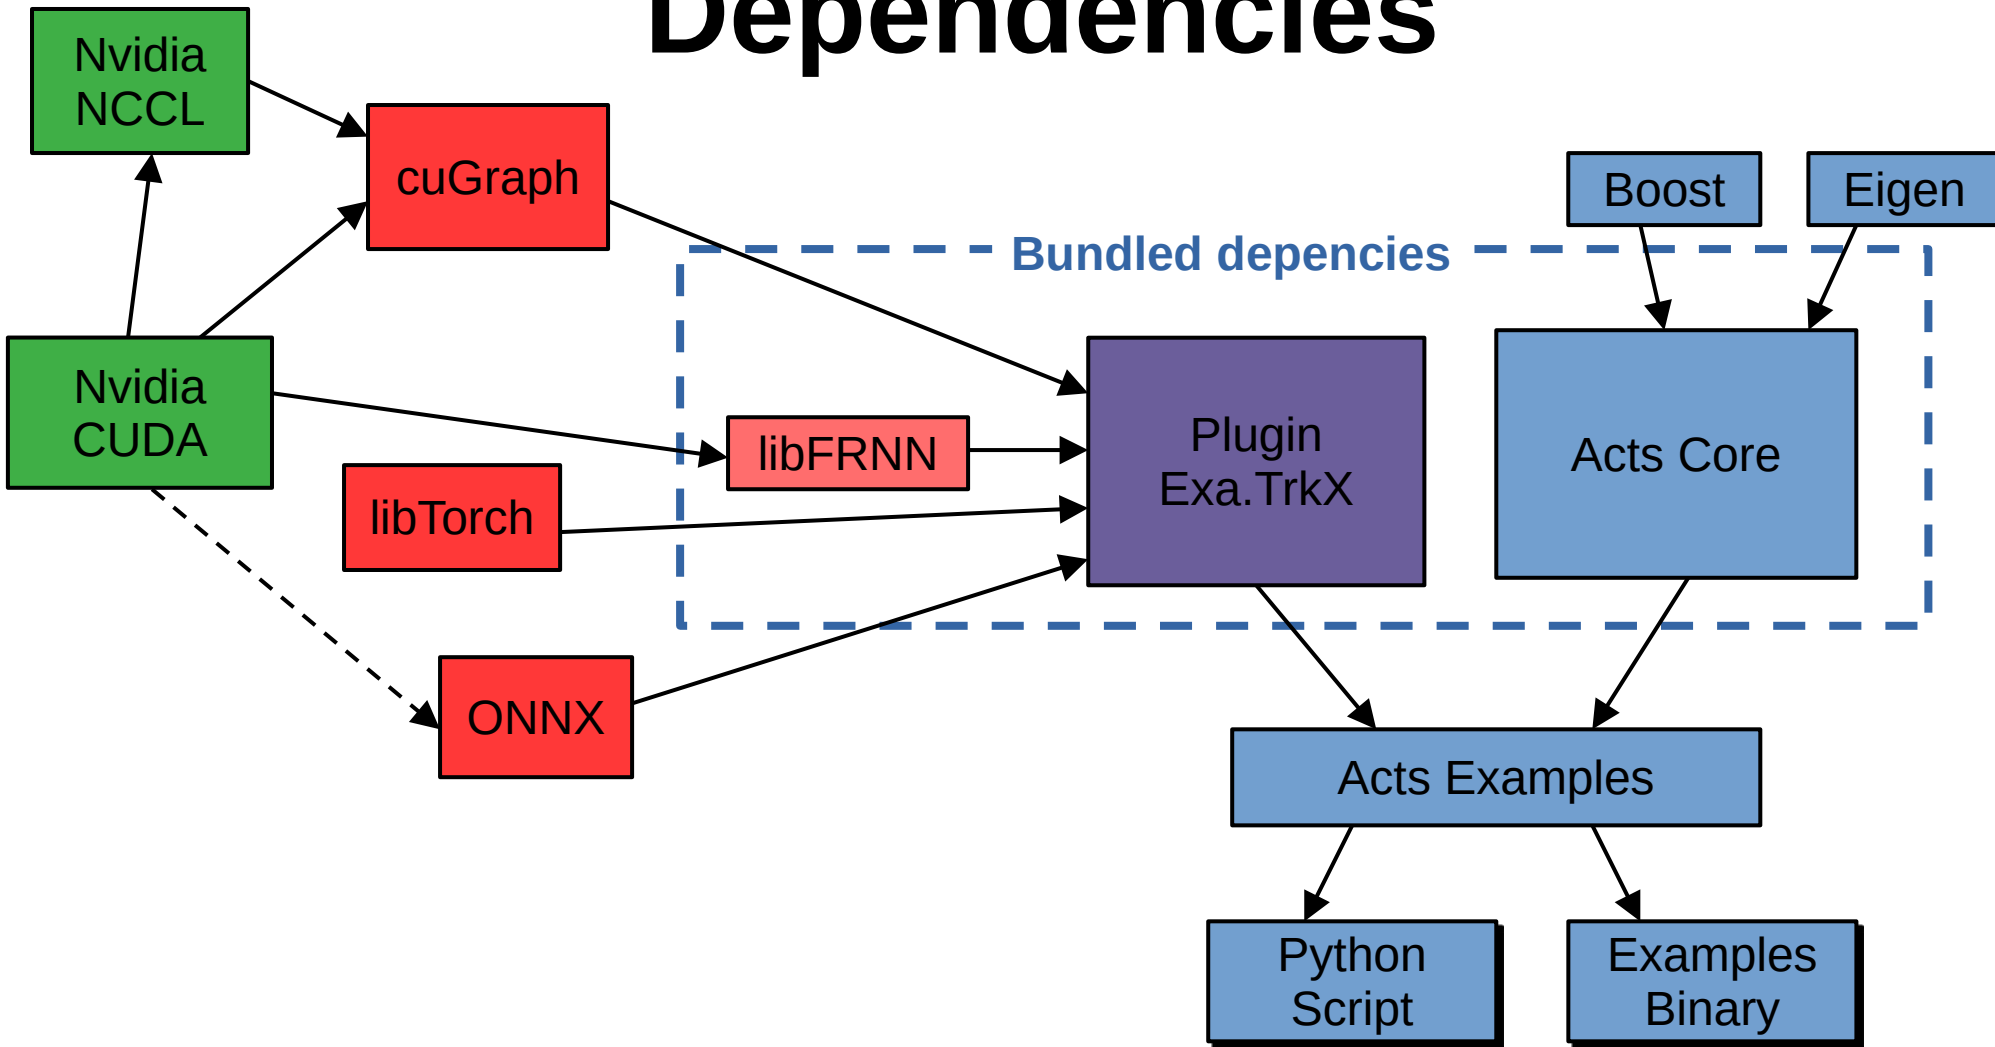 Dependencies
Nvidia
NCCL
cuGraph
Boost
Eigen
Bundled depencies
Nvidia
CUDA
libFRNN
Plugin
Exa.TrkX
Acts Core
libTorch
ONNX
Acts Examples
Python
Script
Examples
Binary